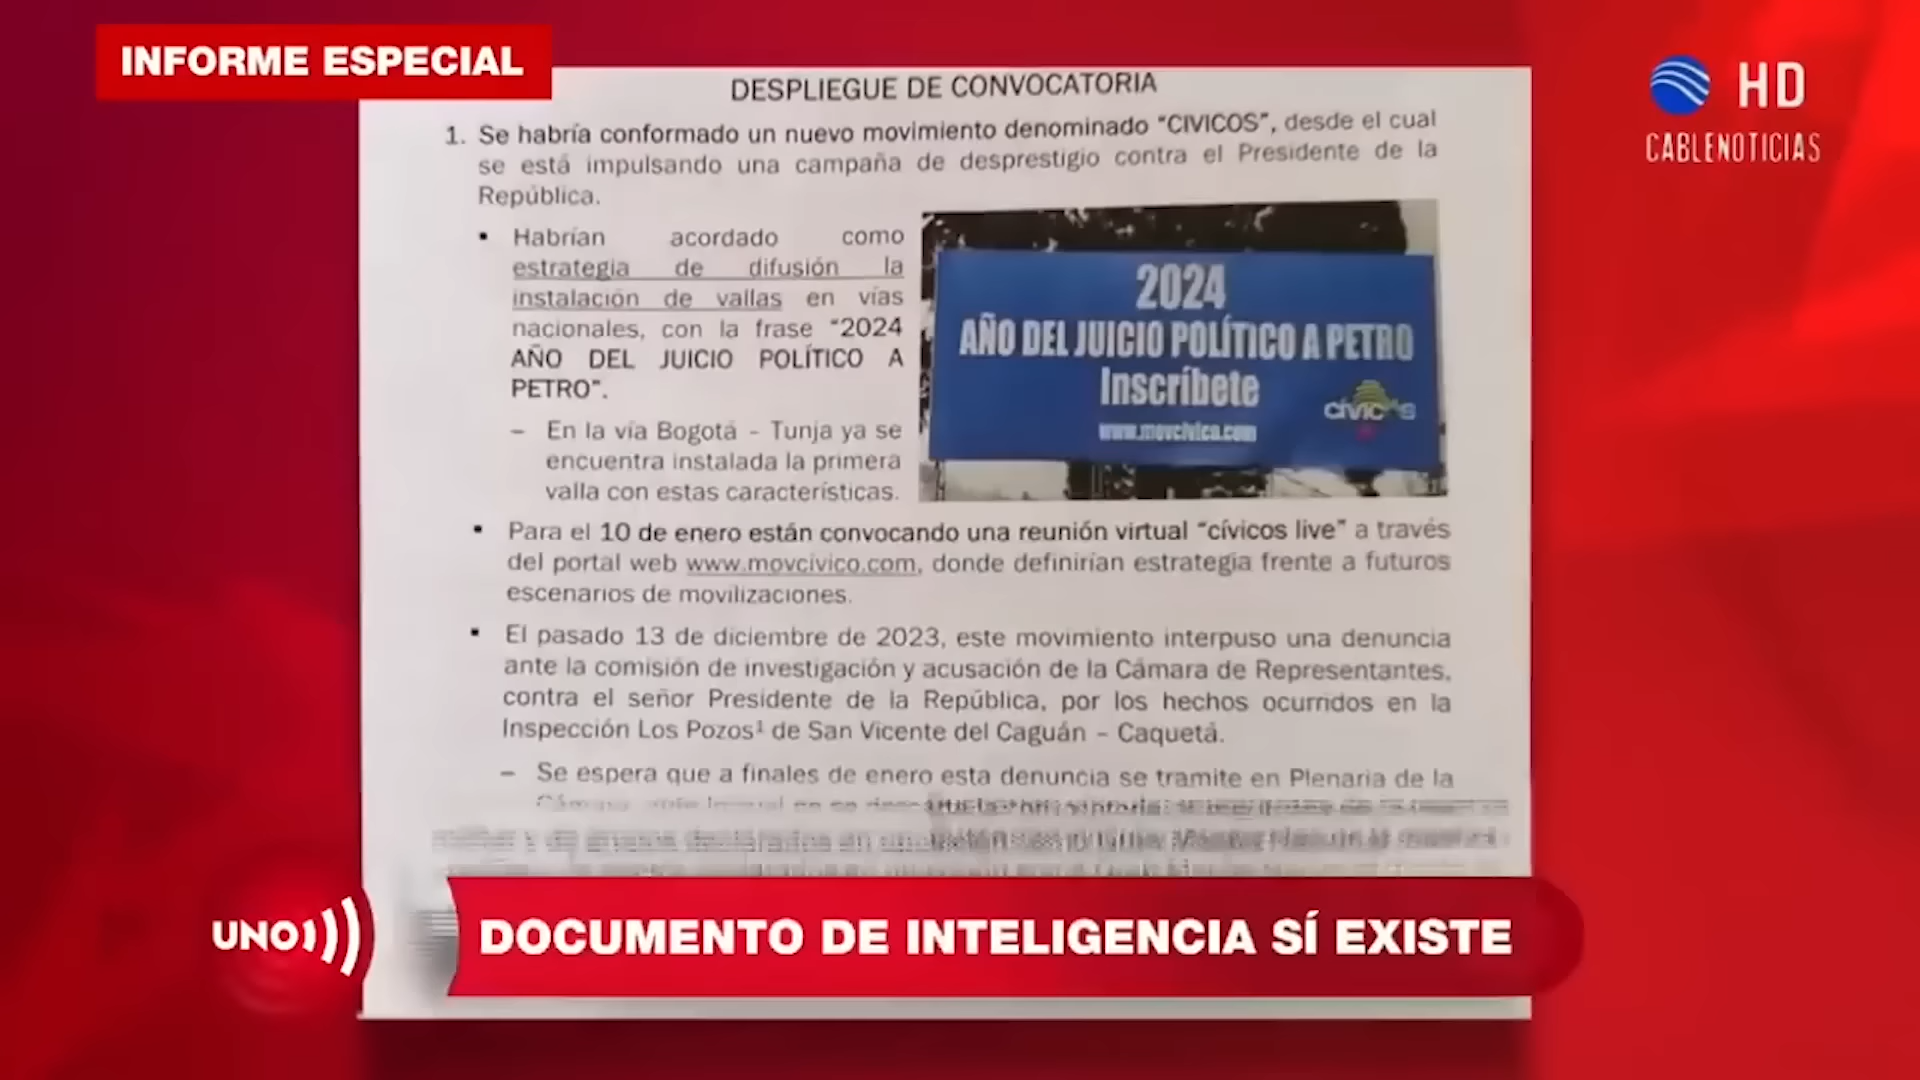 INFORME ESPECIAL
HD
CABLENOTICIAS
DESPLIEGUE DE CONVOCATORIA
1. Se habría conformado un nuevo movimiento denominado “CIVICOS”, desde el cual
se está impulsando una campaña de desprestigio contra el Presidente de la
República.
▪ Habrían acordado como
estrategia de difusión la
instalación de vallas en vías
nacionales, con la frase “2024
AÑO DEL JUICIO POLÍTICO A
PETRO”.
– En la vía Bogotá – Tunja ya se
encuentra instalada la primera
valla con estas características.
2024
AÑO DEL JUICIO POLÍTICO A PETRO
Inscríbete
cívicos
www.movcivico.com
▪ Para el 10 de enero están convocando una reunión virtual “cívicos live” a través
del portal web www.movcivico.com, donde definirían estrategia frente a futuros
escenarios de movilizaciones.
▪ El pasado 13 de diciembre de 2023, este movimiento interpuso una denuncia
ante la comisión de investigación y acusación de la Cámara de Representantes,
contra el señor Presidente de la República, por los hechos ocurridos en la
Inspección Los Pozos¹ de San Vicente del Caguán – Caquetá.
– Se espera que a finales de enero esta denuncia se tramite en Plenaria de la
UNO
DOCUMENTO DE INTELIGENCIA SÍ EXISTE